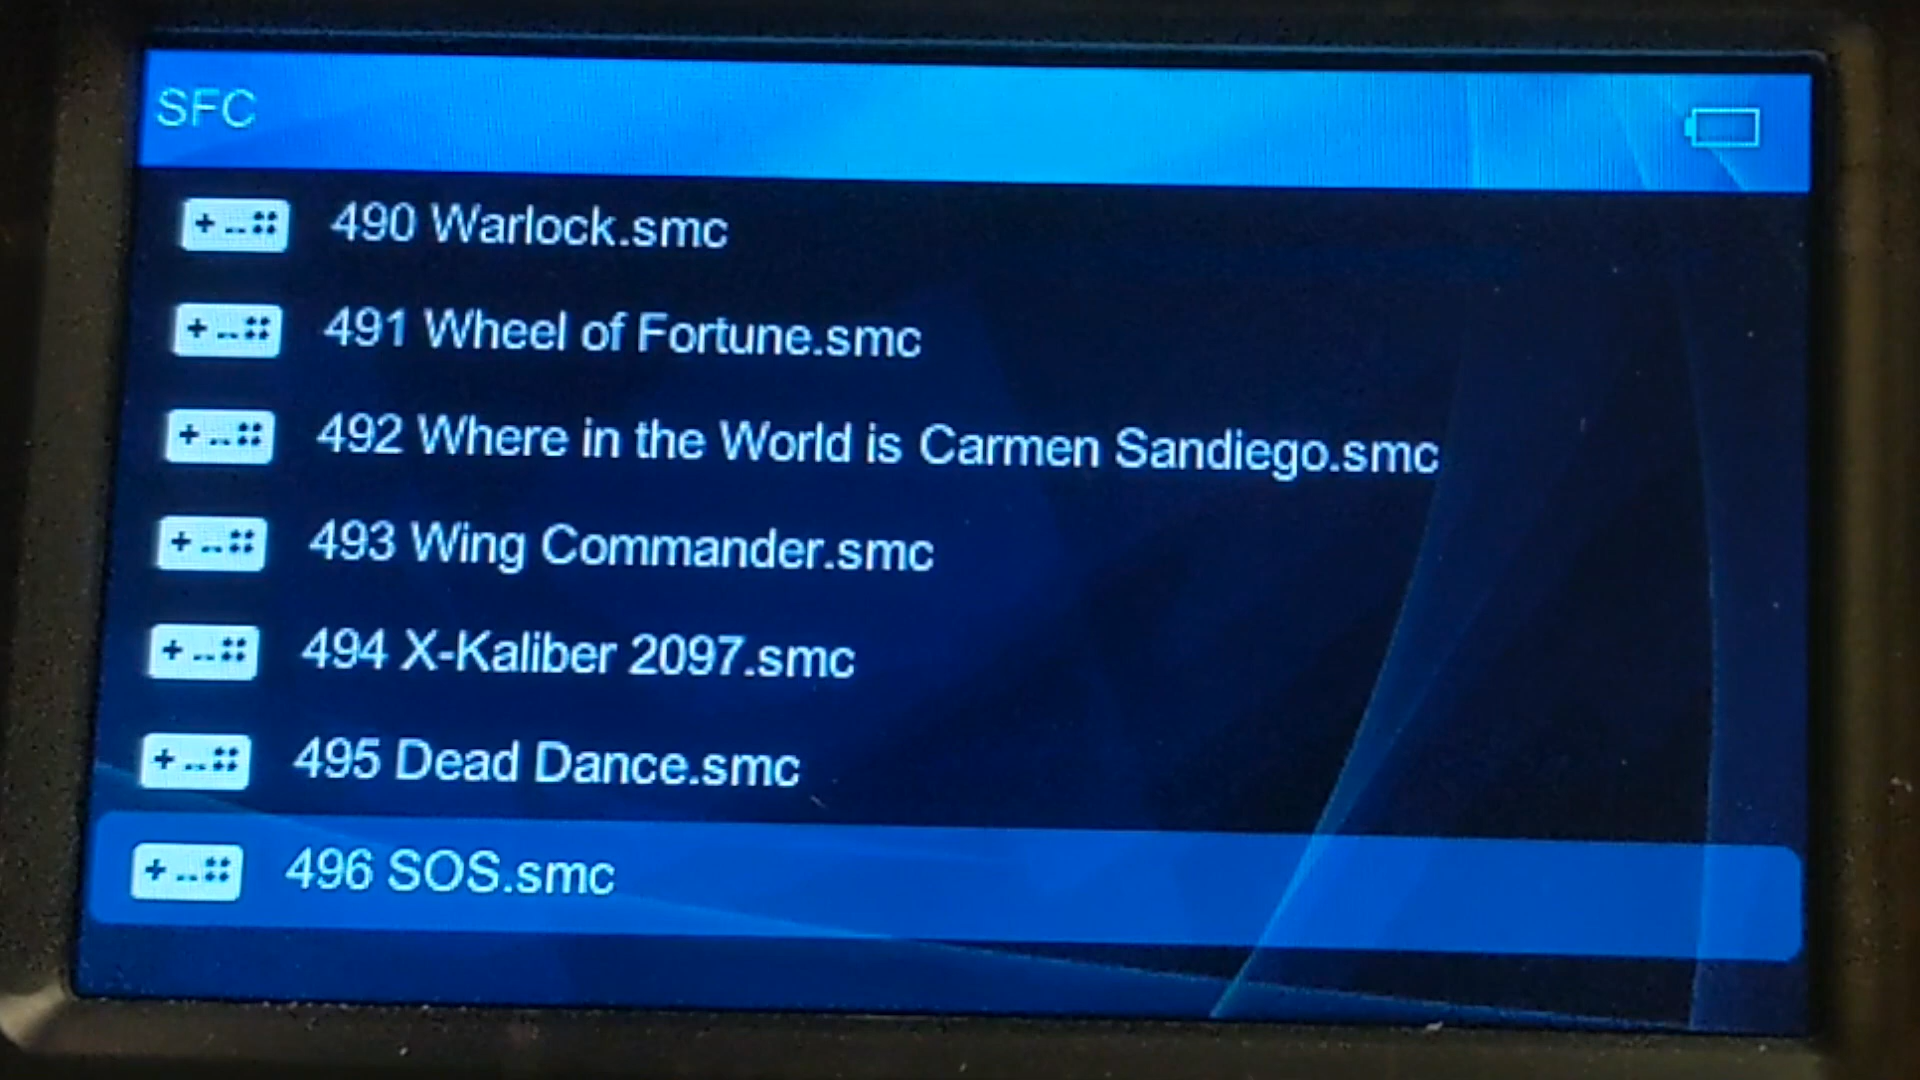 SFC
490 Warlock.smc
491 Wheel of Fortune.smc
492 Where in the World is Carmen Sandiego.smc
493 Wing Commander.smc
494 X-Kaliber 2097.smc
495 Dead Dance.smc
496 SOS.smc